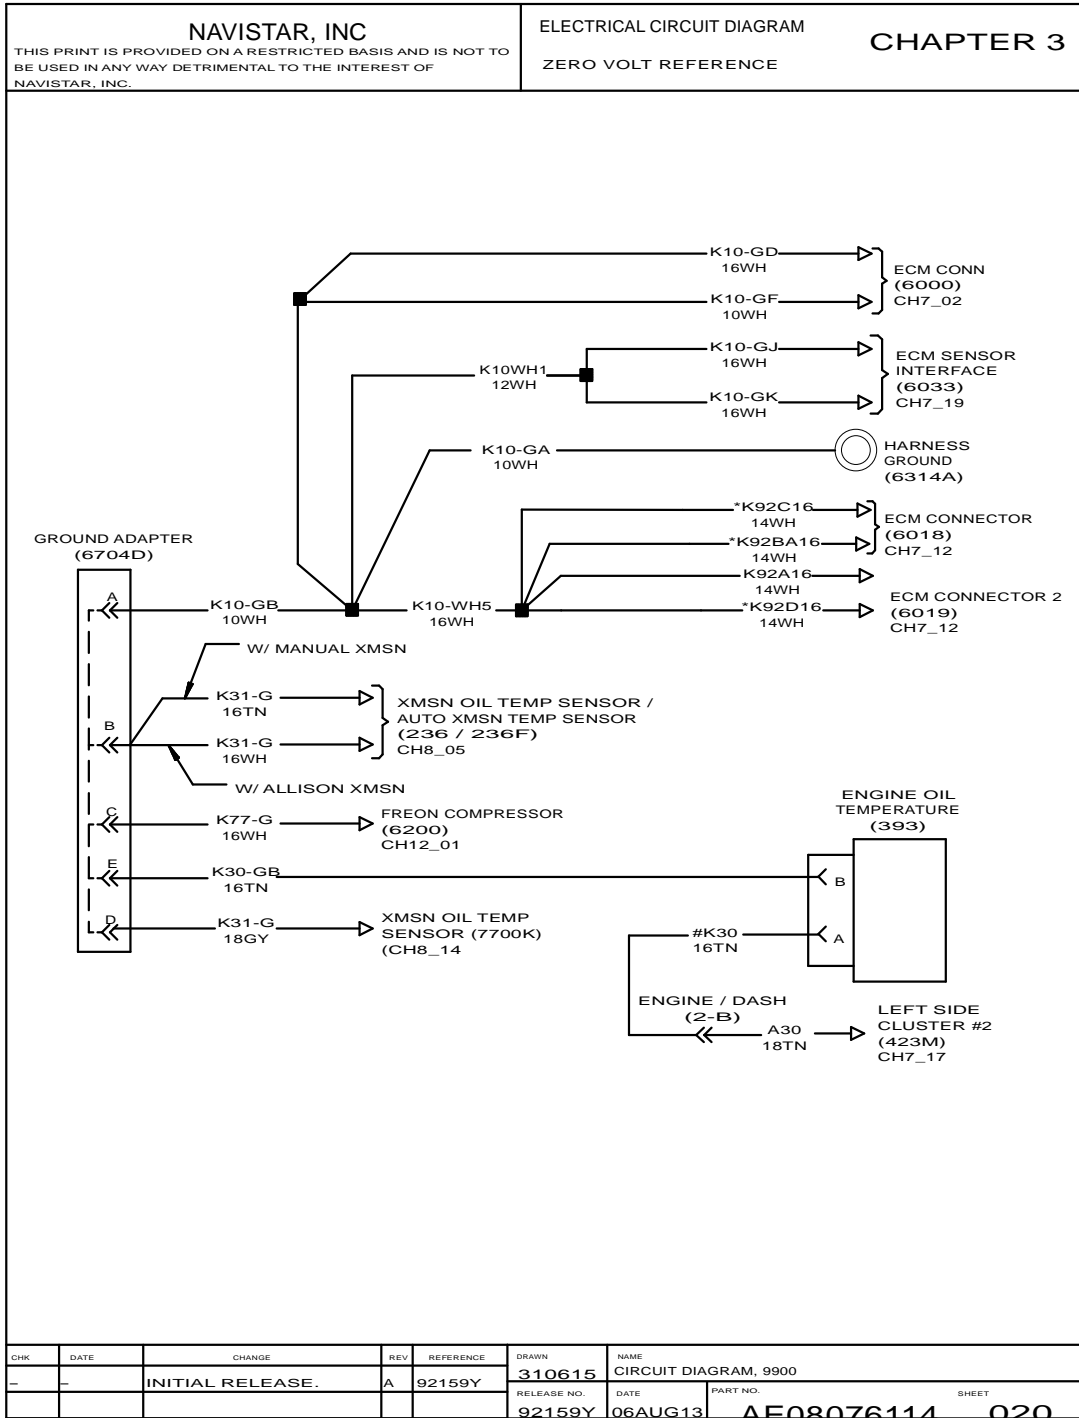 NAVISTAR, INC
THIS PRINT IS PROVIDED ON A RESTRICTED BASIS AND IS NOT TO
BE USED IN ANY WAY DETRIMENTAL TO THE INTEREST OF
NAVISTAR, INC.
ELECTRICAL CIRCUIT DIAGRAM
ZERO VOLT REFERENCE
CHAPTER 3
K10-GD
16WH
K10-GF
10WH
ECM CONN
(6000)
CH7_02
K10WH1
12WH
K10-GJ
16WH
K10-GK
16WH
ECM SENSOR
INTERFACE
(6033)
CH7_19
K10-GA
10WH
HARNESS
GROUND
(6314A)
*K92C16
14WH
*K92BA16
14WH
ECM CONNECTOR
(6018)
CH7_12
K92A16
14WH
*K92D16
14WH
ECM CONNECTOR 2
(6019)
CH7_12
GROUND ADAPTER
(6704D)
A
K10-GB
10WH
K10-WH5
16WH
W/ MANUAL XMSN
B
K31-G
16TN
K31-G
16WH
XMSN OIL TEMP SENSOR /
AUTO XMSN TEMP SENSOR
(236 / 236F)
CH8_05
W/ ALLISON XMSN
C
K77-G
16WH
FREON COMPRESSOR
(6200)
CH12_01
E
K30-GB
16TN
D
K31-G
18GY
XMSN OIL TEMP
SENSOR (7700K)
(CH8_14
ENGINE OIL
TEMPERATURE
(393)
B
A
#K30
16TN
ENGINE / DASH
(2-B)
A30
18TN
LEFT SIDE
CLUSTER #2
(423M)
CH7_17
CHK DATE CHANGE REV REFERENCE
- - INITIAL RELEASE. A 92159Y
DRAWN
310615
NAME
CIRCUIT DIAGRAM, 9900
RELEASE NO.
92159Y
DATE
06AUG13
PART NO.
AE08076114
SHEET
020